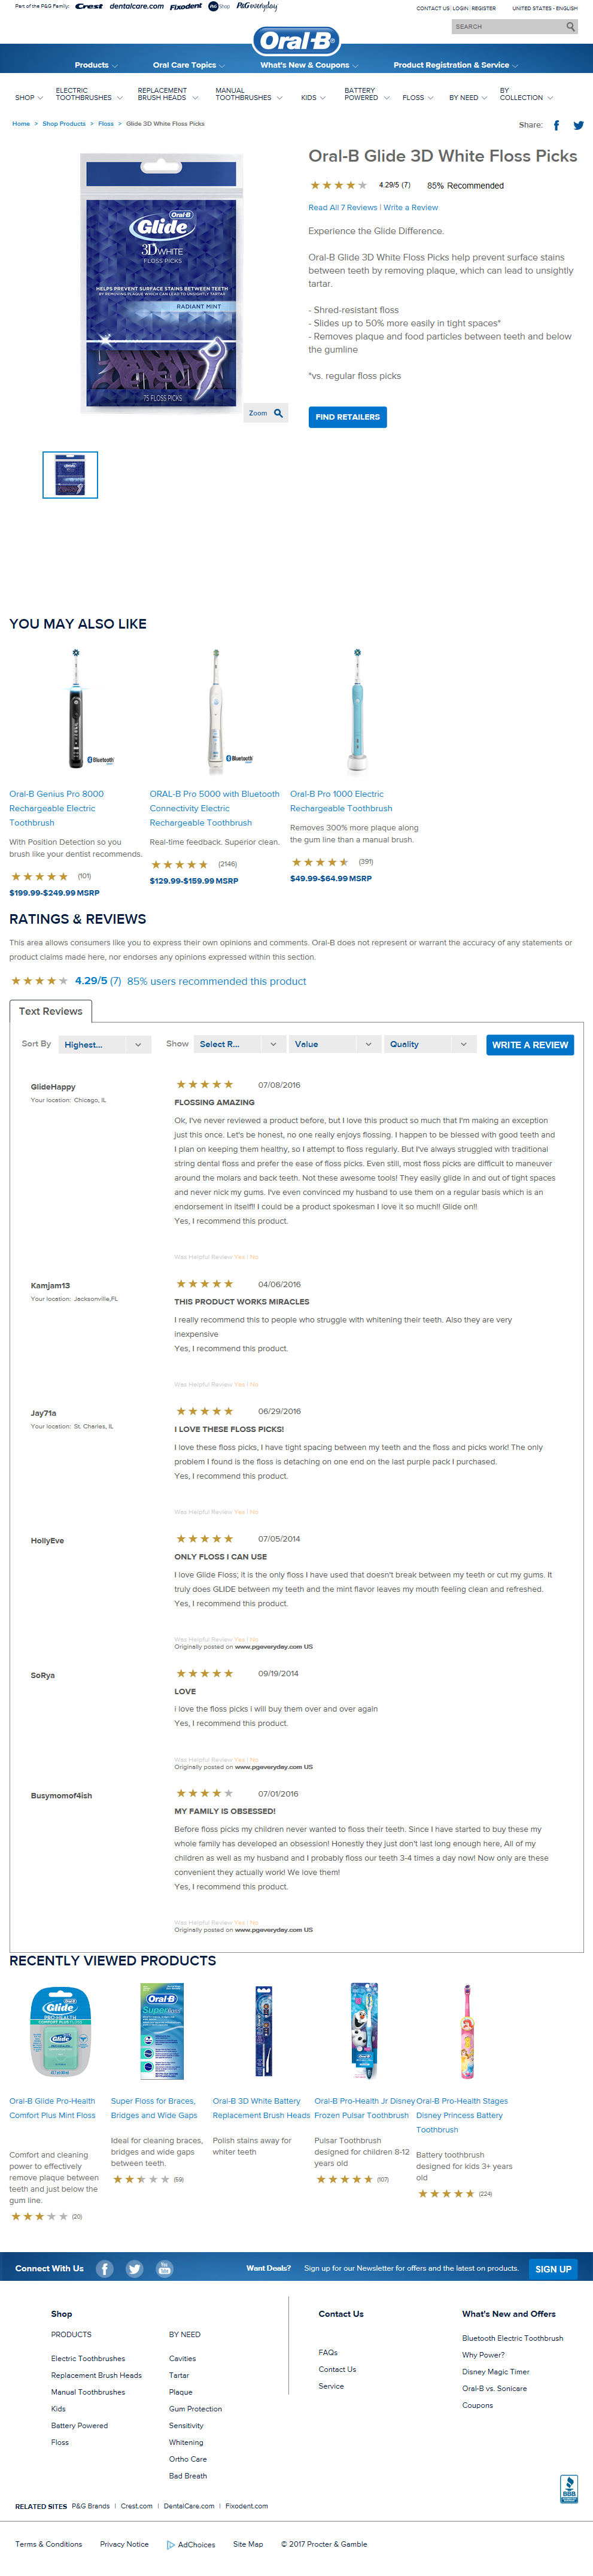 Part of the P&G Family: Crest dentalcare.com Fixodent P&G Shop P&G everyday
CONTACT US | LOGIN | REGISTER UNITED STATES - ENGLISH
SEARCH
Oral-B
Products Oral Care Topics What's New & Coupons Product Registration & Service
SHOP ELECTRIC TOOTHBRUSHES REPLACEMENT BRUSH HEADS MANUAL TOOTHBRUSHES KIDS BATTERY POWERED FLOSS BY NEED BY COLLECTION
Home > Shop Products > Floss > Glide 3D White Floss Picks
Share:
Oral-B
Glide
3DWHITE
FLOSS PICKS
HELPS PREVENT SURFACE STAINS BETWEEN TEETH
BY REMOVING PLAQUE, WHICH CAN LEAD TO UNSIGHTLY TARTAR
RADIANT MINT
75 FLOSS PICKS
Zoom
Oral-B Glide 3D White Floss Picks
4.29/5 (7) 85% Recommended
Read All 7 Reviews | Write a Review
Experience the Glide Difference.
Oral-B Glide 3D White Floss Picks help prevent surface stains
between teeth by removing plaque, which can lead to unsightly
tartar.
- Shred-resistant floss
- Slides up to 50% more easily in tight spaces*
- Removes plaque and food particles between teeth and below
the gumline
*vs. regular floss picks
FIND RETAILERS
YOU MAY ALSO LIKE
Bluetooth
Bluetooth
Oral-B Genius Pro 8000
Rechargeable Electric
Toothbrush
With Position Detection so you
brush like your dentist recommends.
(101)
$199.99-$249.99 MSRP
ORAL-B Pro 5000 with Bluetooth
Connectivity Electric
Rechargeable Toothbrush
Real-time feedback. Superior clean.
(2146)
$129.99-$159.99 MSRP
Oral-B Pro 1000 Electric
Rechargeable Toothbrush
Removes 300% more plaque along
the gum line than a manual brush.
(391)
$49.99-$64.99 MSRP
RATINGS & REVIEWS
This area allows consumers like you to express their own opinions and comments. Oral-B does not represent or warrant the accuracy of any statements or
product claims made here, nor endorses any opinions expressed within this section.
4.29/5 (7) 85% users recommended this product
Text Reviews
Sort By Highest... Show Select R... Value Quality WRITE A REVIEW
GlideHappy
Your location: Chicago, IL
07/08/2016
FLOSSING AMAZING
Ok, I've never reviewed a product before, but I love this product so much that I'm making an exception
just this once. Let's be honest, no one really enjoys flossing. I happen to be blessed with good teeth and
I plan on keeping them healthy, so I attempt to floss regularly. But I've always struggled with traditional
string dental floss and prefer the ease of floss picks. Even still, most floss picks are difficult to maneuver
around the molars and back teeth. Not these awesome tools! They easily glide in and out of tight spaces
and never nick my gums. I've even convinced my husband to use them on a regular basis which is an
endorsement in itself!! I could be a product spokesman I love it so much!! Glide on!!
Yes, I recommend this product.
Was Helpful Review Yes | No
Kamjam13
Your location: Jacksonville,FL
04/06/2016
THIS PRODUCT WORKS MIRACLES
I really recommend this to people who struggle with whitening their teeth. Also they are very
inexpensive
Yes, I recommend this product.
Was Helpful Review Yes | No
Jay71a
Your location: St. Charles, IL
06/29/2016
I LOVE THESE FLOSS PICKS!
I love these floss picks, I have tight spacing between my teeth and the floss and picks work! The only
problem I found is the floss is detaching on one end on the last purple pack I purchased.
Yes, I recommend this product.
Was Helpful Review Yes | No
HollyEve
07/05/2014
ONLY FLOSS I CAN USE
I love Glide Floss; it is the only floss I have used that doesn't break between my teeth or cut my gums. It
truly does GLIDE between my teeth and the mint flavor leaves my mouth feeling clean and refreshed.
Yes, I recommend this product.
Was Helpful Review Yes | No
Originally posted on www.pgeveryday.com US
SoRya
09/19/2014
LOVE
i love the floss picks i will buy them over and over again
Yes, I recommend this product.
Was Helpful Review Yes | No
Originally posted on www.pgeveryday.com US
Busymomof4ish
07/01/2016
MY FAMILY IS OBSESSED!
Before floss picks my children never wanted to floss their teeth. Since I have started to buy these my
whole family has developed an obsession! Honestly they just don't last long enough here, All of my
children as well as my husband and I probably floss our teeth 3-4 times a day now! Now only are these
convenient they actually work! We love them!
Yes, I recommend this product.
Was Helpful Review Yes | No
Originally posted on www.pgeveryday.com US
RECENTLY VIEWED PRODUCTS
Glide
PRO-HEALTH
COMFORT PLUS
Glide
Oral-B
Superfloss
Oral-B Glide Pro-Health
Comfort Plus Mint Floss
Comfort and cleaning
power to effectively
remove plaque between
teeth and just below the
gum line.
(20)
Super Floss for Braces,
Bridges and Wide Gaps
Ideal for cleaning braces,
bridges and wide gaps
between teeth.
(59)
Oral-B 3D White Battery
Replacement Brush Heads
Polish stains away for
whiter teeth
Oral-B Pro-Health Jr Disney
Frozen Pulsar Toothbrush
Pulsar Toothbrush
designed for children 8-12
years old
(107)
Oral-B Pro-Health Stages
Disney Princess Battery
Toothbrush
Battery toothbrush
designed for kids 3+ years
old
(224)
Connect With Us You Tube Want Deals? Sign up for our Newsletter for offers and the latest on products. SIGN UP
Shop
PRODUCTS
Electric Toothbrushes
Replacement Brush Heads
Manual Toothbrushes
Kids
Battery Powered
Floss
BY NEED
Cavities
Tartar
Plaque
Gum Protection
Sensitivity
Whitening
Ortho Care
Bad Breath
Contact Us
FAQs
Contact Us
Service
What's New and Offers
Bluetooth Electric Toothbrush
Why Power?
Disney Magic Timer
Oral-B vs. Sonicare
Coupons
BBB
RELATED SITES P&G Brands | Crest.com | DentalCare.com | Fixodent.com
Terms & Conditions Privacy Notice AdChoices Site Map © 2017 Procter & Gamble